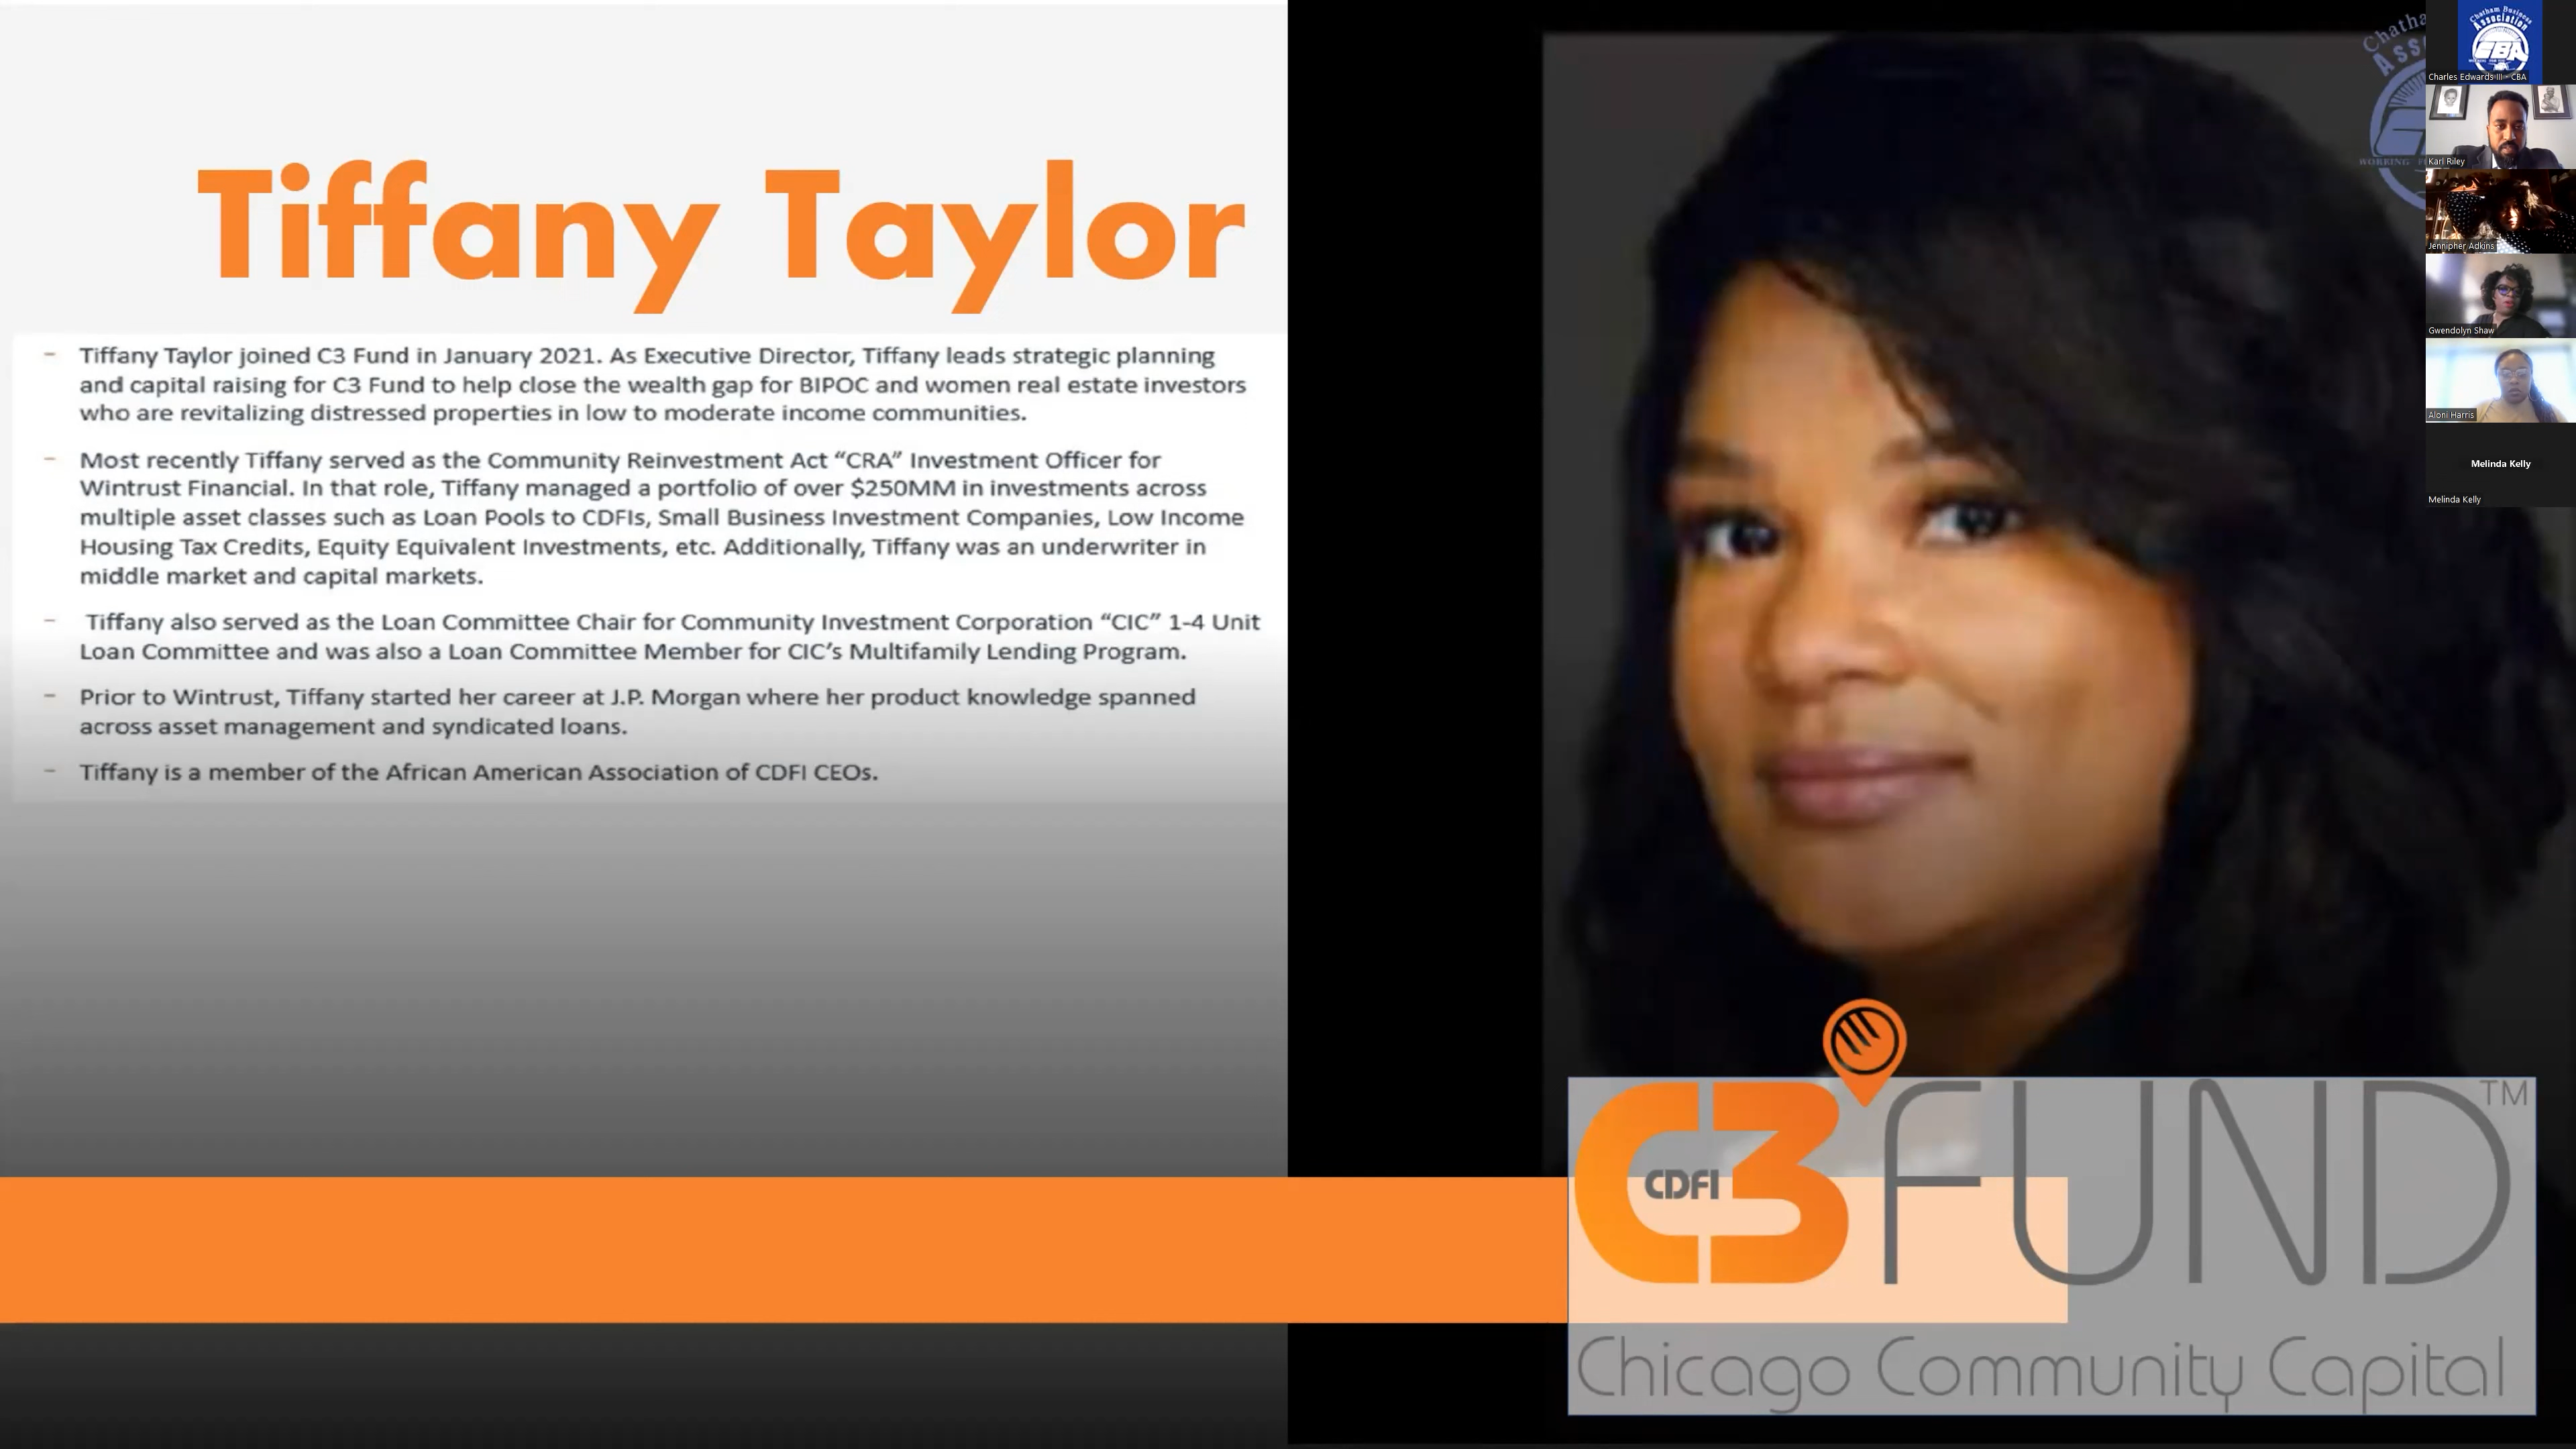 Tiffany Taylor
– Tiffany Taylor joined C3 Fund in January 2021. As Executive Director, Tiffany leads strategic planning
and capital raising for C3 Fund to help close the wealth gap for BIPOC and women real estate investors
who are revitalizing distressed properties in low to moderate income communities.
– Most recently Tiffany served as the Community Reinvestment Act “CRA” Investment Officer for
Wintrust Financial. In that role, Tiffany managed a portfolio of over $250MM in investments across
multiple asset classes such as Loan Pools to CDFIs, Small Business Investment Companies, Low Income
Housing Tax Credits, Equity Equivalent Investments, etc. Additionally, Tiffany was an underwriter in
middle market and capital markets.
– Tiffany also served as the Loan Committee Chair for Community Investment Corporation “CIC” 1-4 Unit
Loan Committee and was also a Loan Committee Member for CIC’s Multifamily Lending Program.
– Prior to Wintrust, Tiffany started her career at J.P. Morgan where her product knowledge spanned
across asset management and syndicated loans.
– Tiffany is a member of the African American Association of CDFI CEOs.
C3 FUND™
CDFI
Chicago Community Capital
Chatham Business
Association
CBA
Charles Edwards III - CBA
Karl Riley
Jennipher Adkins
Gwendolyn Shaw
Aloni Harris
Melinda Kelly
Melinda Kelly
WORKING